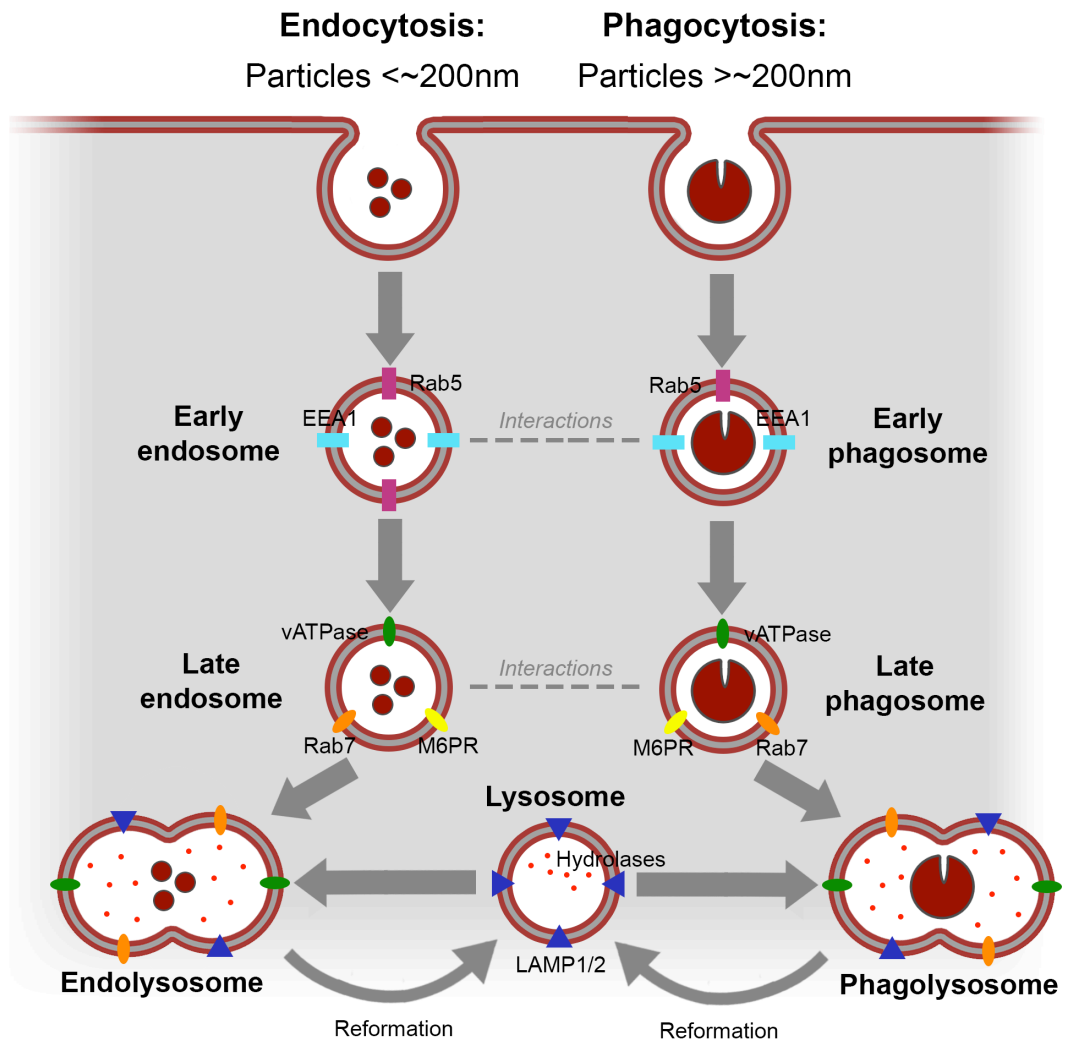 Endocytosis:
Particles <~200nm
Phagocytosis:
Particles >~200nm
Rab5
EEA1
Early
endosome
Interactions
Rab5
EEA1
Early
phagosome
vATPase
Late
endosome
Rab7
M6PR
Interactions
vATPase
Late
phagosome
M6PR
Rab7
Lysosome
Hydrolases
LAMP1/2
Endolysosome
Phagolysosome
Reformation
Reformation